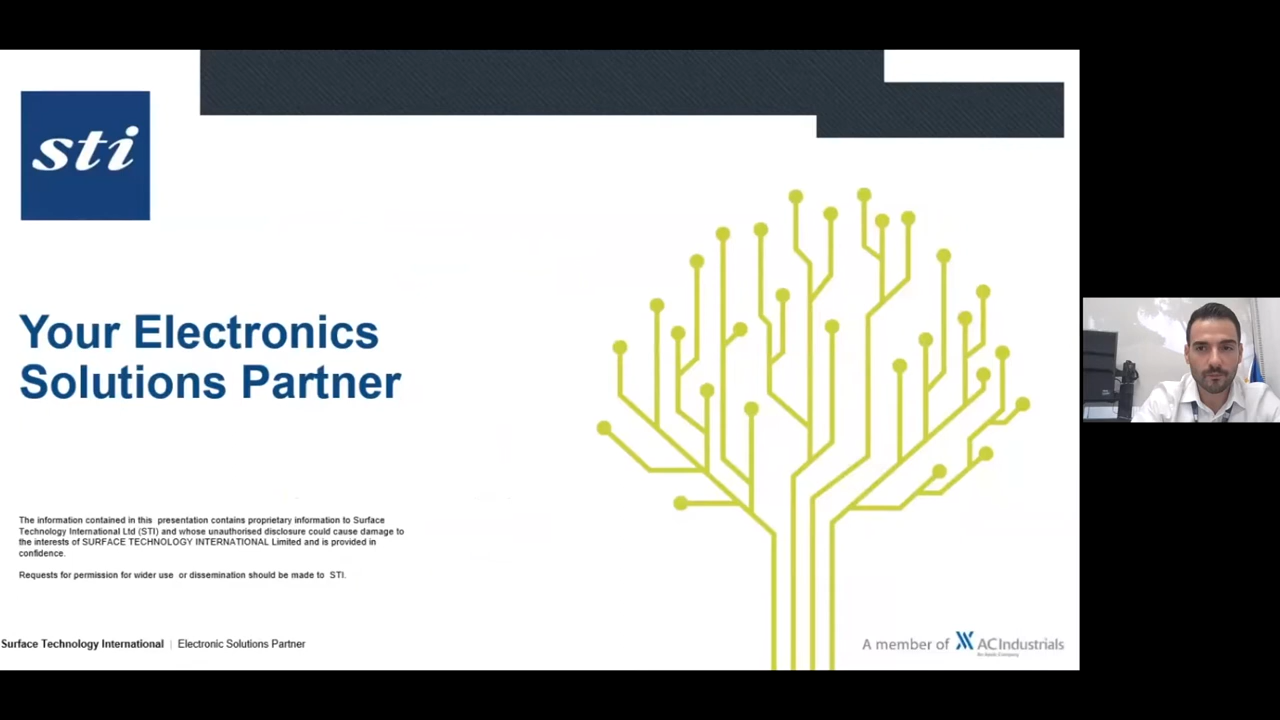 sti
Your Electronics
Solutions Partner
The information contained in this presentation contains proprietary information to Surface
Technology International Ltd (STI) and whose unauthorised disclosure could cause damage to
the interests of SURFACE TECHNOLOGY INTERNATIONAL Limited and is provided in
confidence.
Requests for permission for wider use or dissemination should be made to STI.
Surface Technology International | Electronic Solutions Partner
A member of ACIndustrials
An Ayala Company